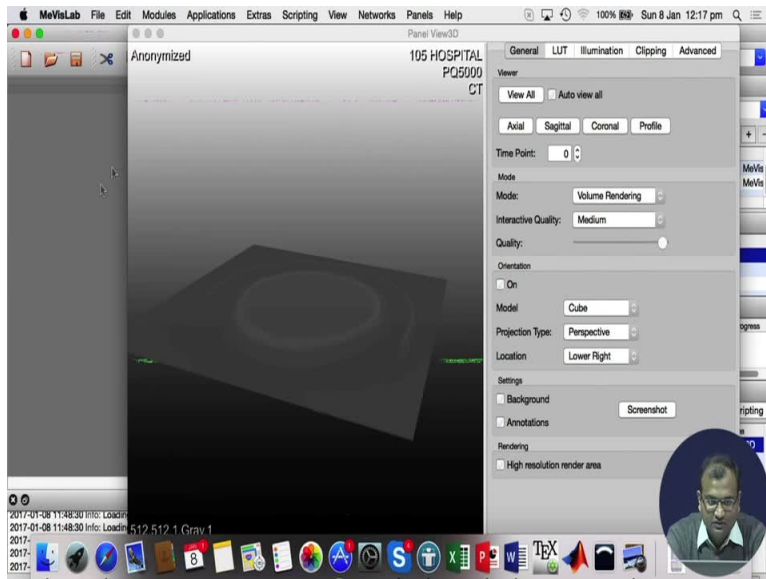 MeVisLab File Edit Modules Applications Extras Scripting View Networks Panels Help 100% Sun 8 Jan 12:17 pm
Panel View3D
Anonymized
105 HOSPITAL
PQ5000
CT
General LUT Illumination Clipping Advanced
Viewer
View All Auto view all
Axial Sagittal Coronal Profile
Time Point: 0
Mode
Mode: Volume Rendering
Interactive Quality: Medium
Quality:
Orientation
On
Model Cube
Projection Type: Perspective
Location Lower Right
Settings
Background
Screenshot
Annotations
Rendering
High resolution render area
MeVis
MeVis
ogress
ripting
2017-01-08 11:48:30 Info: Loadin
2017-01-08 11:48:30 Info: Loadin
2017-
2017-
2017-
512 512 1 Gray 1
8
TEX